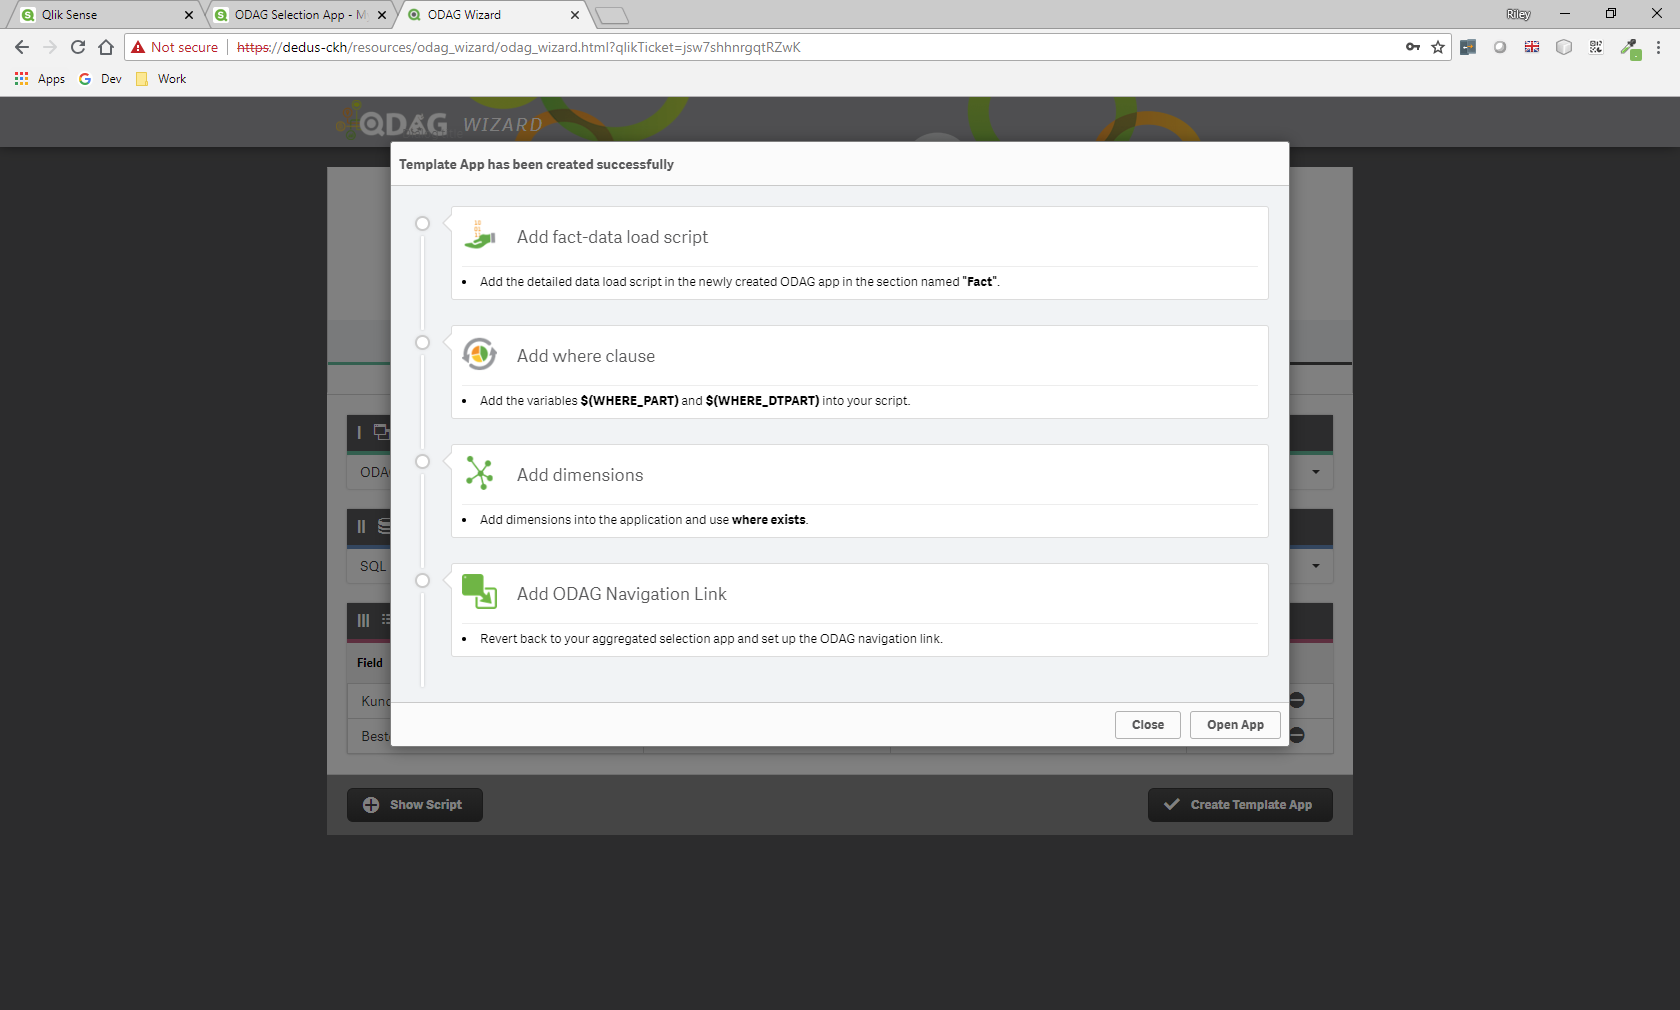 Qlik Sense
ODAG Selection App - M
ODAG Wizard
Riley
Not secure
https://dedus-ckh/resources/odag_wizard/odag_wizard.html?qlikTicket=jsw7shhnrgqtRZwK
Apps
Dev
Work
ODAG WIZARD
Template App has been created successfully
Add fact-data load script
• Add the detailed data load script in the newly created ODAG app in the section named "Fact".
Add where clause
• Add the variables $(WHERE_PART) and $(WHERE_DTPART) into your script.
Add dimensions
• Add dimensions into the application and use where exists.
Add ODAG Navigation Link
• Revert back to your aggregated selection app and set up the ODAG navigation link.
Close
Open App
I
ODA
II
SQL
III
Field
Kund
Best
Show Script
Create Template App